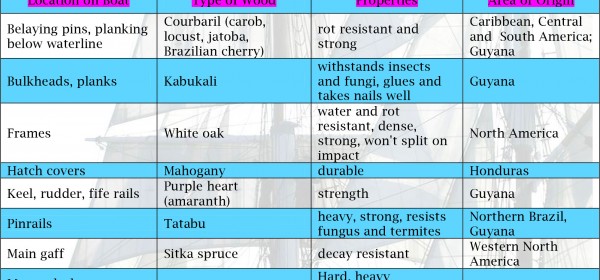 Location on Boat Type of Wood Properties Area of Origin
Belaying pins, planking below waterline
Courbaril (carob, locust, jatoba, Brazilian cherry)
rot resistant and strong
Caribbean, Central and South America; Guyana
Bulkheads, planks
Kabukali
withstands insects and fungi, glues and takes nails well
Guyana
Frames
White oak
water and rot resistant, dense, strong, won't split on impact
North America
Hatch covers
Mahogany
durable
Honduras
Keel, rudder, fife rails
Purple heart (amaranth)
strength
Guyana
Pinrails
Tatabu
heavy, strong, resists fungus and termites
Northern Brazil, Guyana
Main gaff
Sitka spruce
decay resistant
Western North America
Hard, heavy